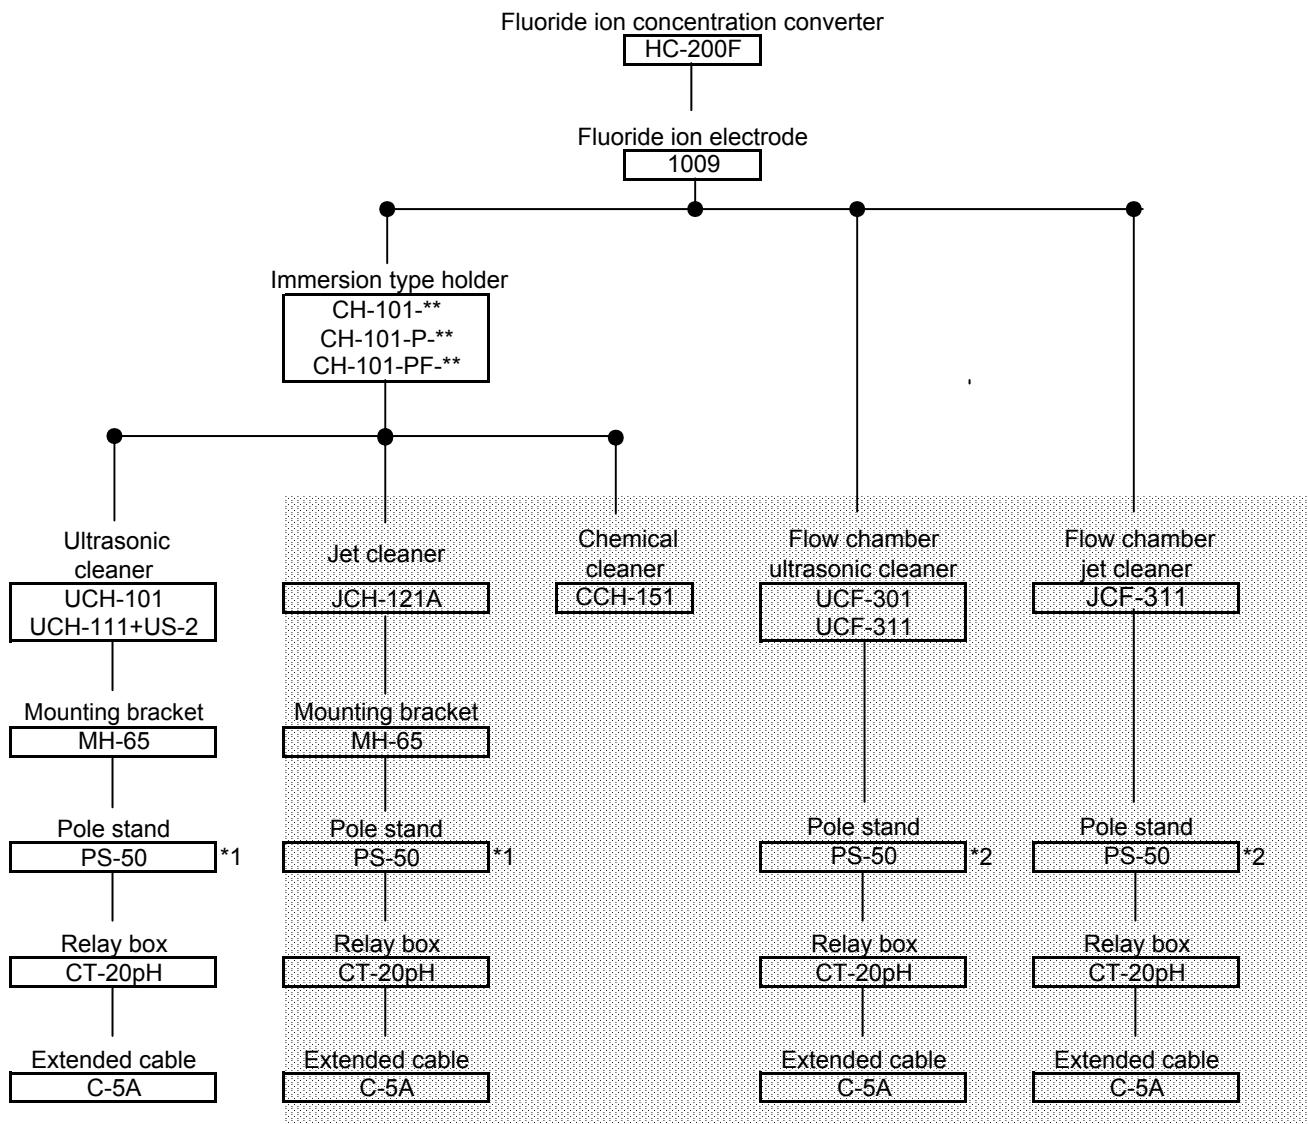 Fluoride ion concentration converter
HC-200F
Fluoride ion electrode
1009
Immersion type holder
CH-101-**
CH-101-P-**
CH-101-PF-**
Ultrasonic
cleaner
UCH-101
UCH-111+US-2
Mounting bracket
MH-65
Pole stand
PS-50 *1
Relay box
CT-20pH
Extended cable
C-5A
Jet cleaner
JCH-121A
Mounting bracket
MH-65
Pole stand
PS-50 *1
Relay box
CT-20pH
Extended cable
C-5A
Chemical
cleaner
CCH-151
Flow chamber
ultrasonic cleaner
UCF-301
UCF-311
Pole stand
PS-50 *2
Relay box
CT-20pH
Extended cable
C-5A
Flow chamber
jet cleaner
JCF-311
Pole stand
PS-50 *2
Relay box
CT-20pH
Extended cable
C-5A